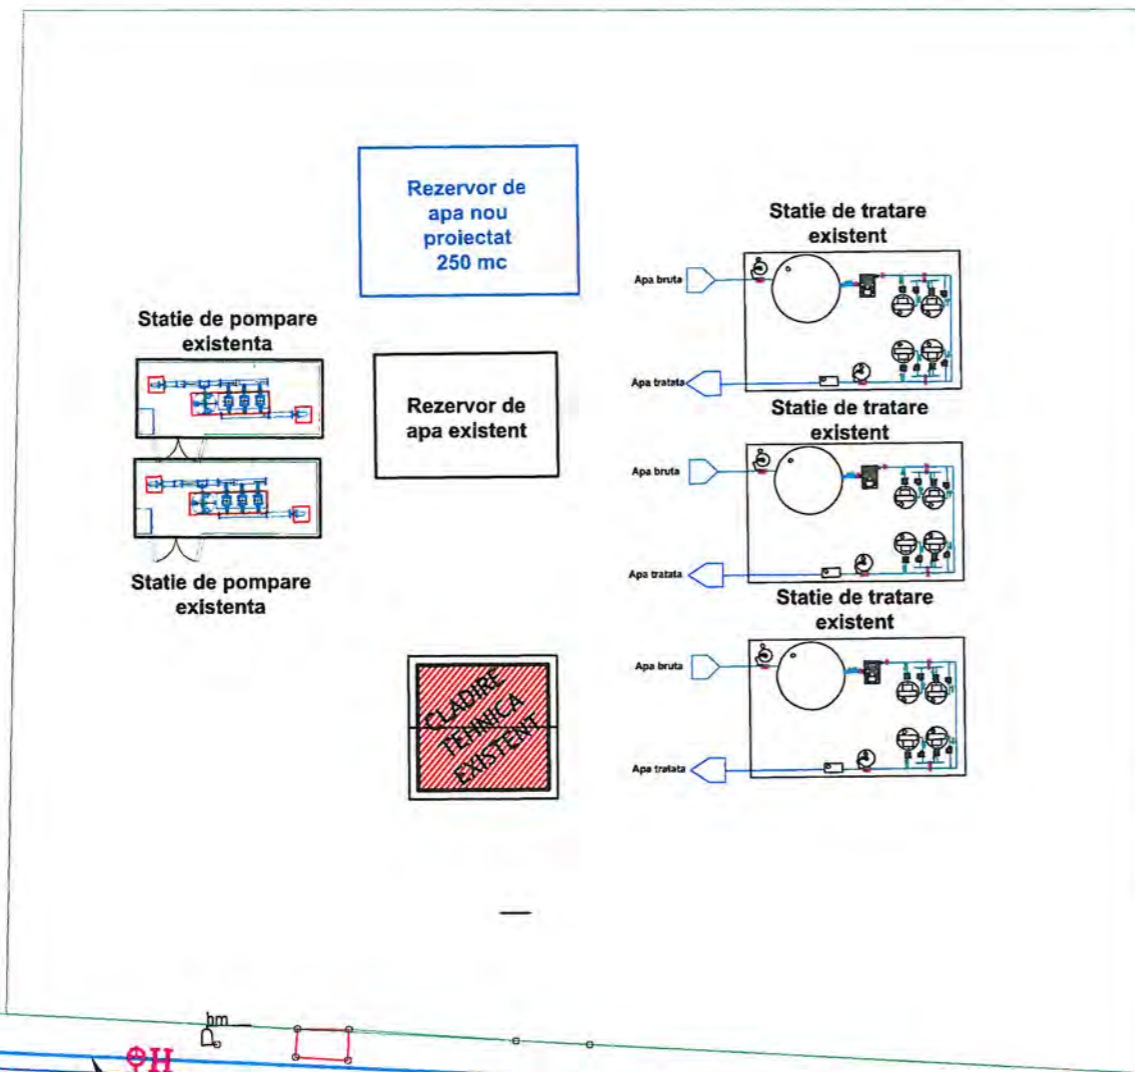 Rezervor de
apa nou
proiectat
250 mc
Statie de tratare
existent
Apa bruta
Apa tratata
Statie de pompare
existenta
Rezervor de
apa existent
Statie de tratare
existent
Apa bruta
Apa tratata
Statie de pompare
existenta
Statie de tratare
existent
Apa bruta
Apa tratata
CLADIRE
TEHNICA
EXISTENT
hm
H